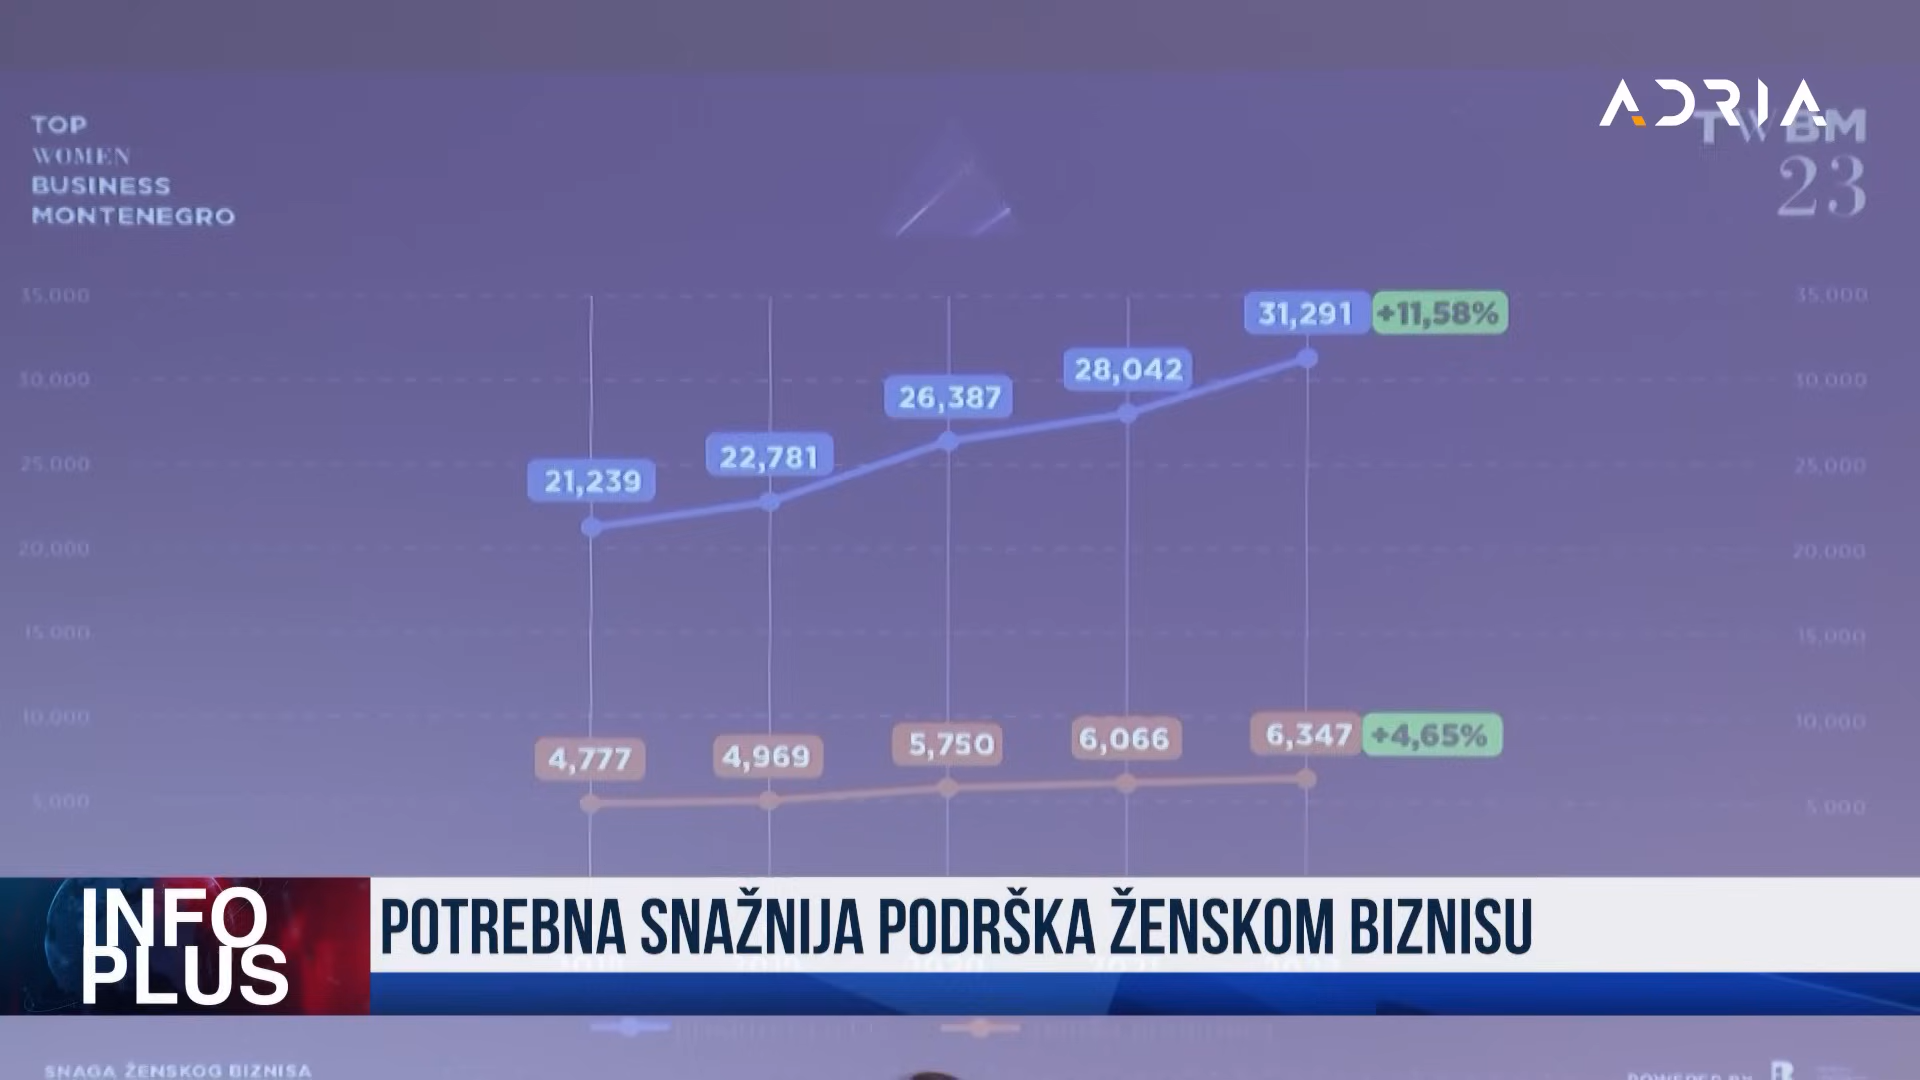 ADRIA
TOP
WOMEN
BUSINESS
MONTENEGRO
TWBM
23
35,000
35,000
31,291 +11,58%
30,000
30,000
28,042
26,387
25,000
25,000
22,781
21,239
20,000
20,000
15,000
15,000
10,000
10,000
6,347 +4,65%
6,066
5,750
4,969
4,777
5,000
5,000
INFO
PLUS
POTREBNA SNAŽNIJA PODRŠKA ŽENSKOM BIZNISU
SNAGA ŽENSKOG BIZNISA
POWERED BY